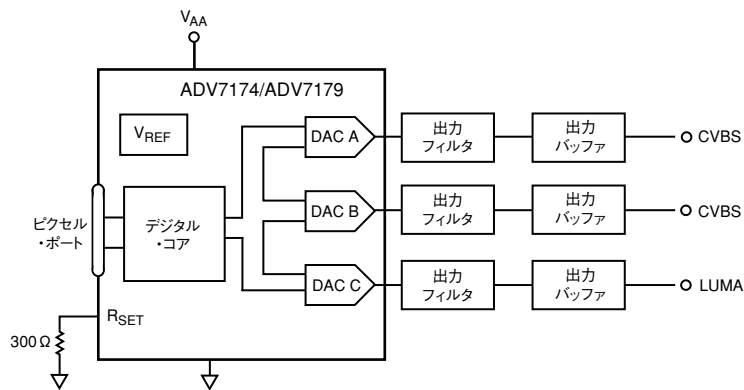 VAA
ADV7174/ADV7179
VREF
DAC A
出力
フィルタ
出力
バッファ
CVBS
ピクセル
・ポート
デジタル
・コア
DAC B
出力
フィルタ
出力
バッファ
CVBS
DAC C
出力
フィルタ
出力
バッファ
LUMA
RSET
300Ω